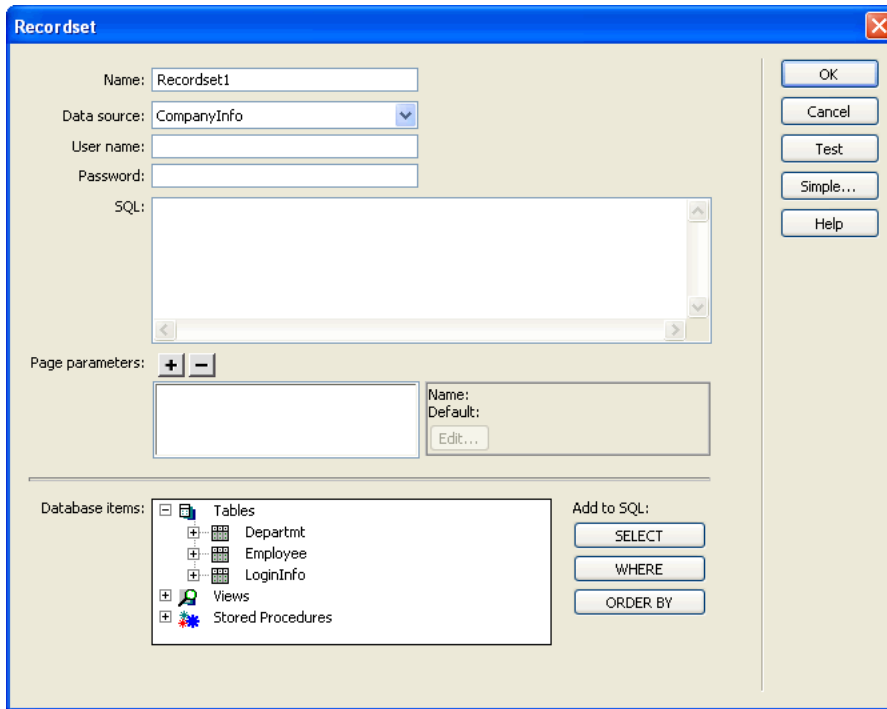 Recordset
Name: Recordset1
OK
Data source: CompanyInfo
Cancel
User name:
Test
Password:
Simple...
SQL:
Help
Page parameters: + −
Name:
Default:
Edit...
Database items:
Tables
Departmt
Employee
LoginInfo
Views
Stored Procedures
Add to SQL:
SELECT
WHERE
ORDER BY